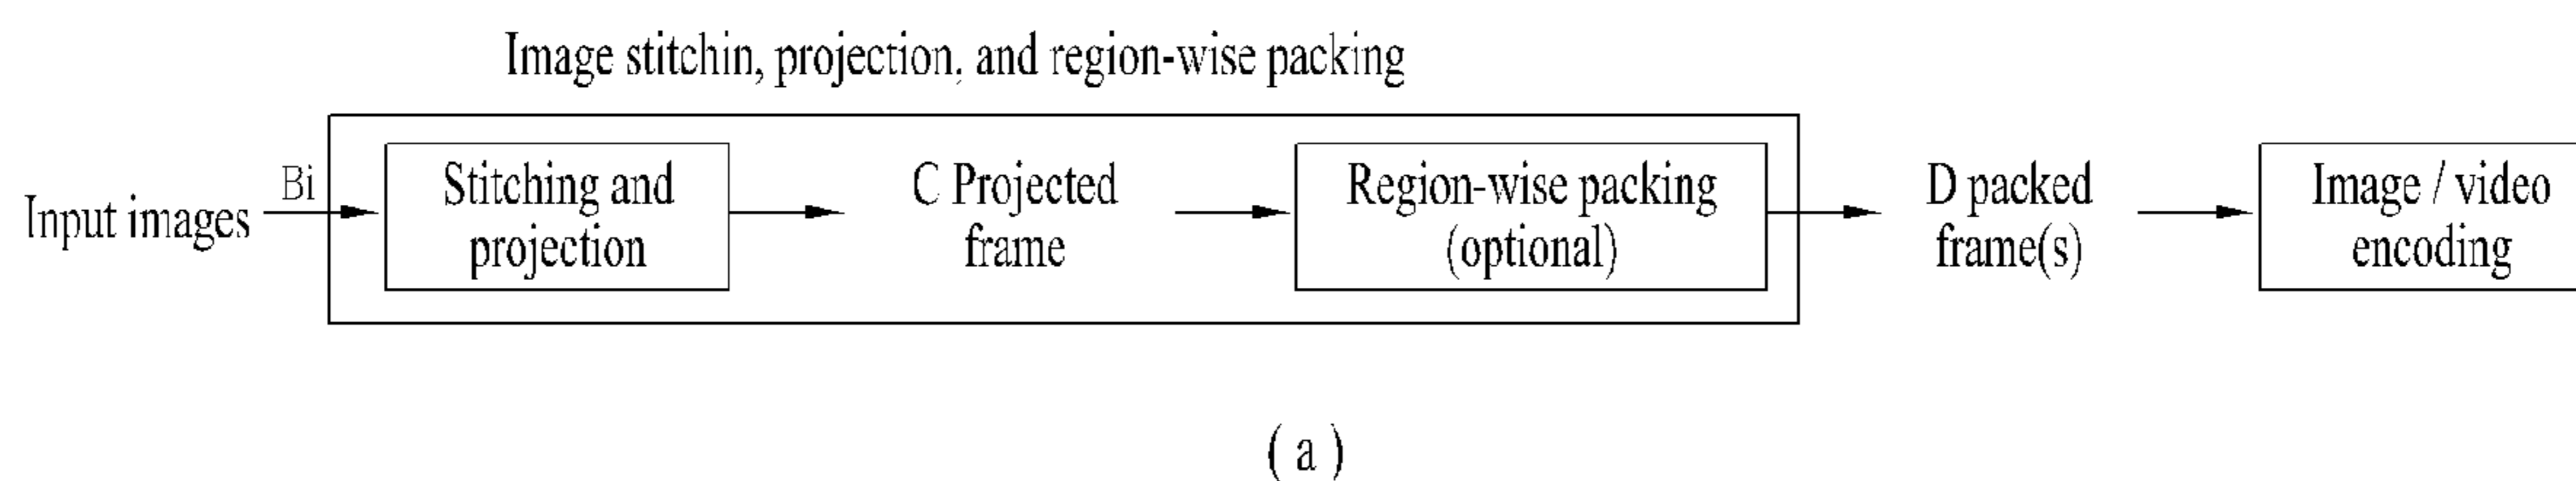 Image stitchin, projection, and region-wise packing
Input images
Bi
Stitching and
projection
C Projected
frame
Region-wise packing
(optional)
D packed
frame(s)
Image / video
encoding
( a )